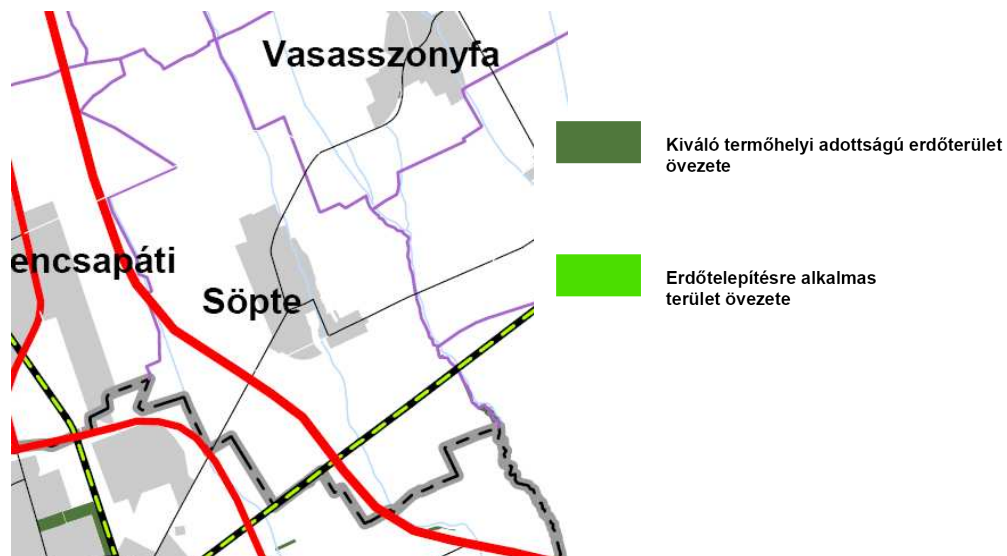 Vasasszonyfa
encsapáti
Söpte
Kiváló termőhelyi adottságú erdőterület
övezete
Erdőtelepítésre alkalmas
terület övezete